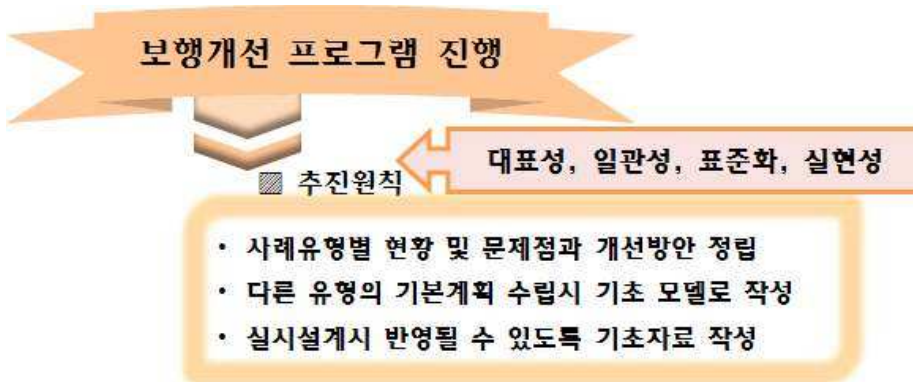 보행개선 프로그램 진행
대표성, 일관성, 표준화, 실현성
▨ 추진원칙
• 사례유형별 현황 및 문제점과 개선방안 정립
• 다른 유형의 기본계획 수립시 기초 모델로 작성
• 실시설계시 반영될 수 있도록 기초자료 작성